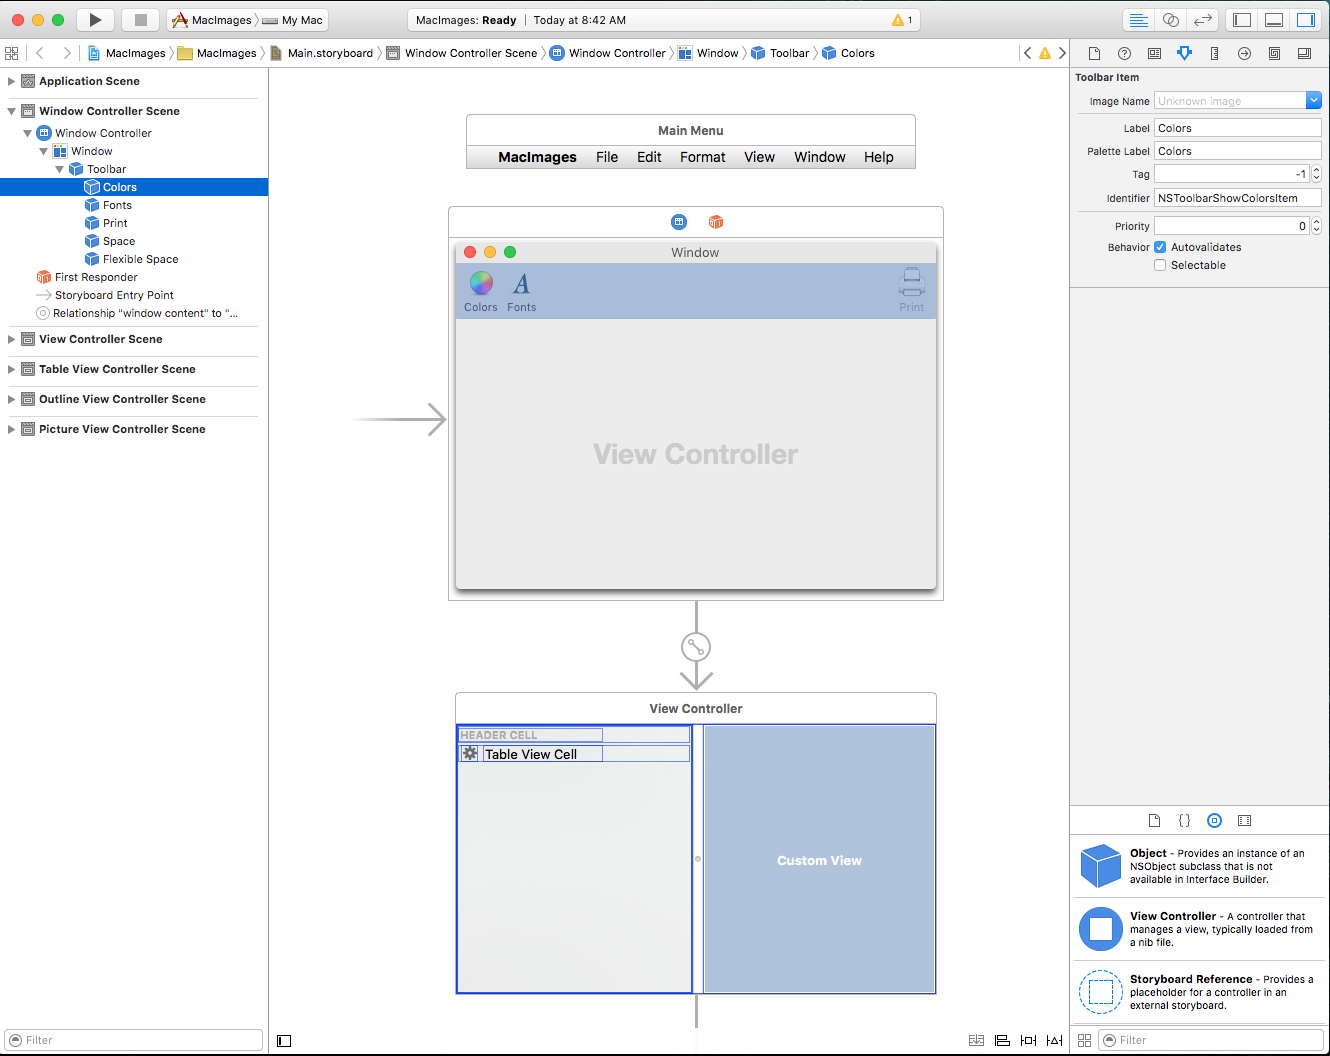 MacImages My Mac
MacImages: Ready Today at 8:42 AM
1
MacImages MacImages Main.storyboard Window Controller Scene Window Controller Window Toolbar Colors
Application Scene
Window Controller Scene
Window Controller
Window
Toolbar
Colors
Fonts
Print
Space
Flexible Space
First Responder
Storyboard Entry Point
Relationship "window content" to "...
View Controller Scene
Table View Controller Scene
Outline View Controller Scene
Picture View Controller Scene
Filter
Main Menu
MacImages File Edit Format View Window Help
Window
Colors Fonts Print
View Controller
View Controller
HEADER CELL
Table View Cell
Custom View
Toolbar Item
Image Name Unknown image
Label Colors
Palette Label Colors
Tag -1
Identifier NSToolbarShowColorsItem
Priority 0
Behavior Autovalidates
Selectable
{}
Object - Provides an instance of an
NSObject subclass that is not
available in Interface Builder.
View Controller - A controller that
manages a view, typically loaded from
a nib file.
Storyboard Reference - Provides a
placeholder for a controller in an
external storyboard.
Filter